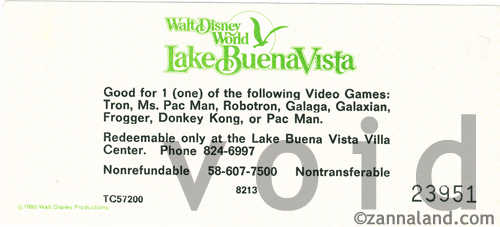 Walt Disney
World
Lake Buena Vista
Good for 1 (one) of the following Video Games:
Tron, Ms. Pac Man, Robotron, Galaga, Galaxian,
Frogger, Donkey Kong, or Pac Man.
Redeemable only at the Lake Buena Vista Villa
Center. Phone 824-6997
Nonrefundable 58-607-7500 Nontransferable
8213
TC57200
23951
©1980 Walt Disney Productions
void
©zannaland.com